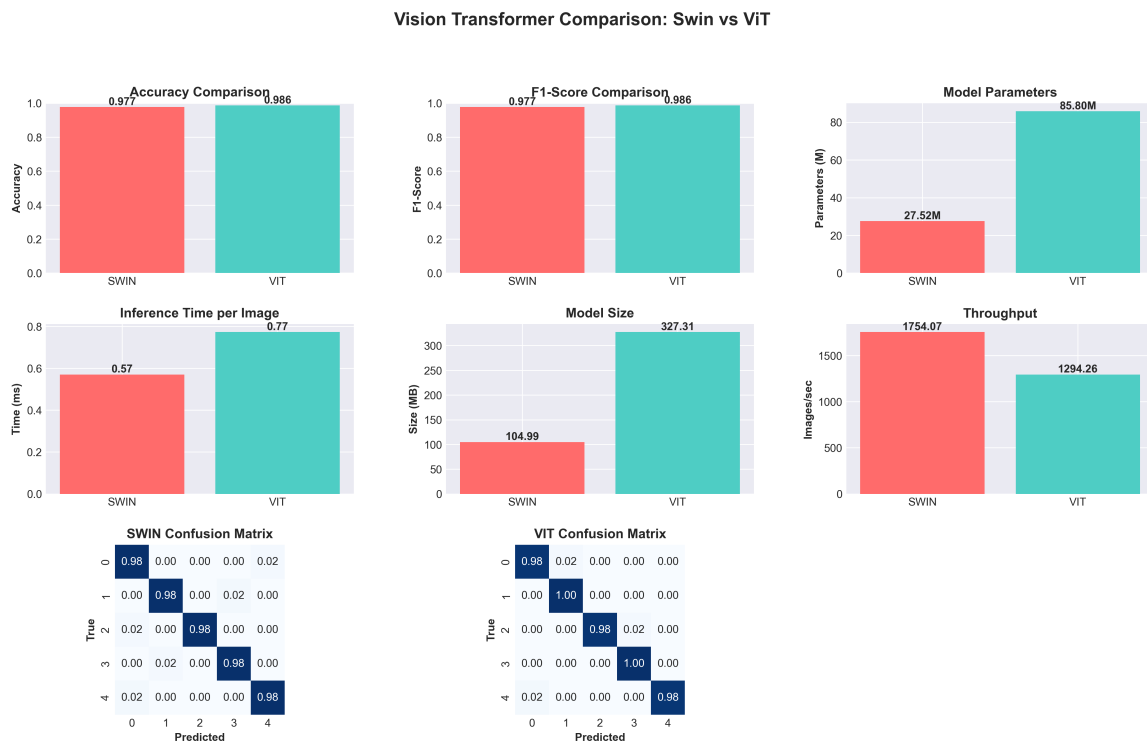 Vision Transformer Comparison: Swin vs ViT
Accuracy Comparison
0.977
0.986
1.0
0.8
0.6
0.4
0.2
0.0
Accuracy
SWIN
VIT
F1-Score Comparison
0.977
0.986
1.0
0.8
0.6
0.4
0.2
0.0
F1-Score
SWIN
VIT
Model Parameters
27.52M
85.80M
80
60
40
20
0
Parameters (M)
SWIN
VIT
Inference Time per Image
0.57
0.77
0.8
0.6
0.4
0.2
0.0
Time (ms)
SWIN
VIT
Model Size
104.99
327.31
300
250
200
150
100
50
0
Size (MB)
SWIN
VIT
Throughput
1754.07
1294.26
1500
1000
500
0
Images/sec
SWIN
VIT
SWIN Confusion Matrix
True
0 0.98 0.00 0.00 0.00 0.02
1 0.00 0.98 0.00 0.02 0.00
2 0.02 0.00 0.98 0.00 0.00
3 0.00 0.02 0.00 0.98 0.00
4 0.02 0.00 0.00 0.00 0.98
0 1 2 3 4
Predicted
VIT Confusion Matrix
True
0 0.98 0.02 0.00 0.00 0.00
1 0.00 1.00 0.00 0.00 0.00
2 0.00 0.00 0.98 0.02 0.00
3 0.00 0.00 0.00 1.00 0.00
4 0.02 0.00 0.00 0.00 0.98
0 1 2 3 4
Predicted